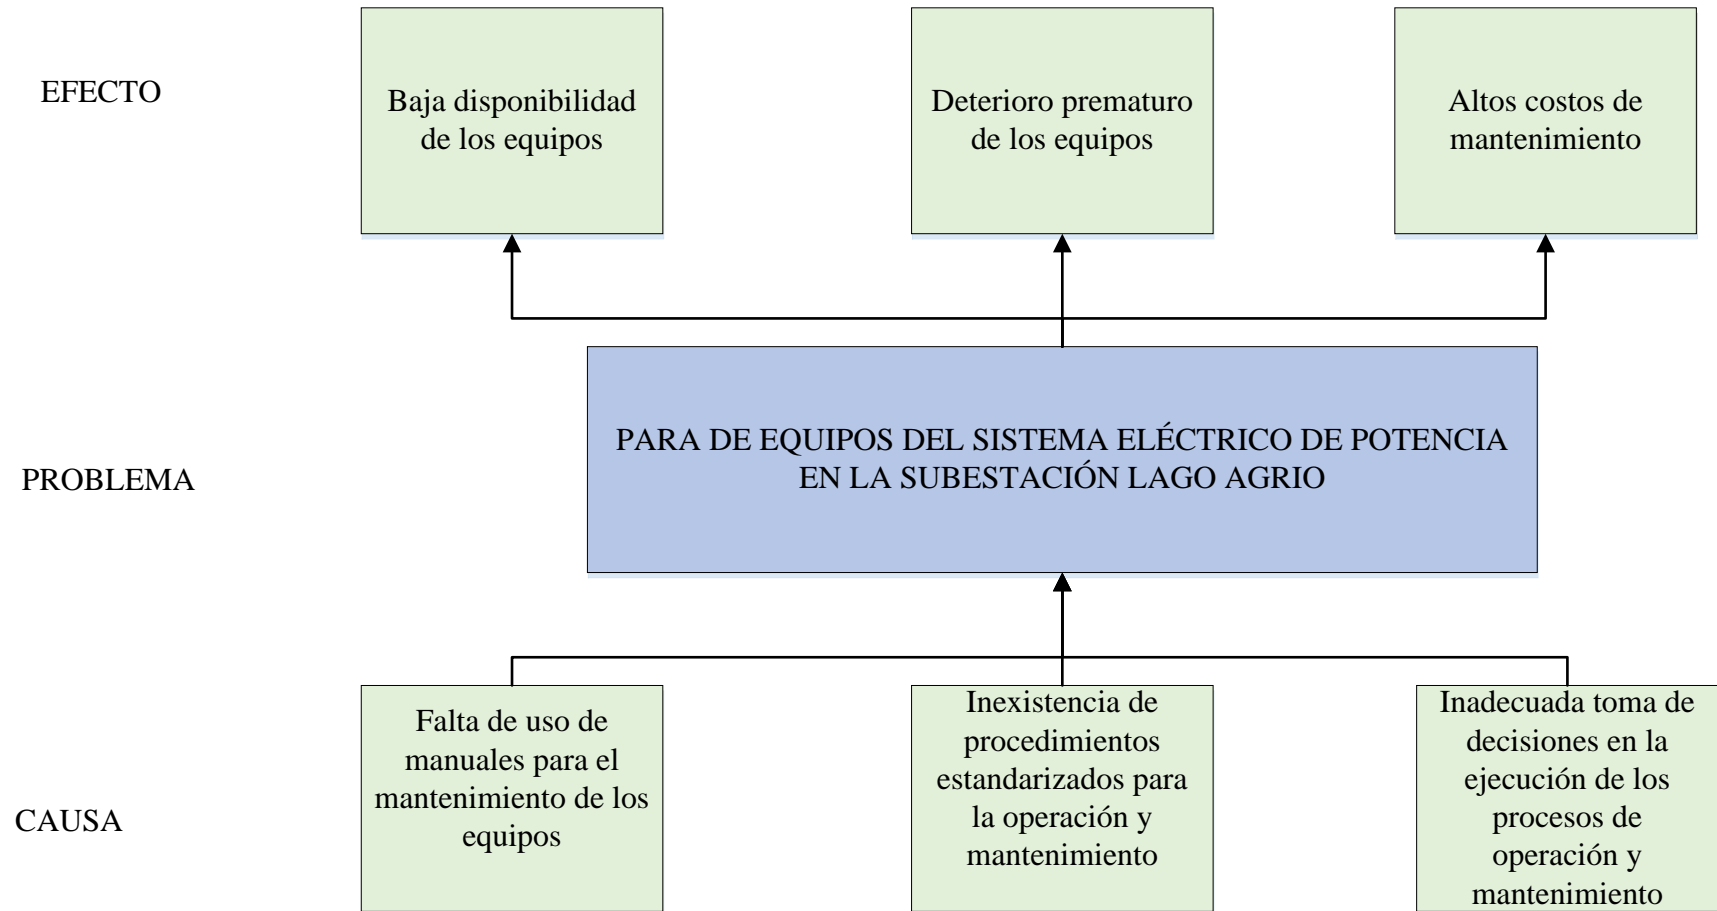 EFECTO
Baja disponibilidad
de los equipos
Deterioro prematuro
de los equipos
Altos costos de
mantenimiento
PROBLEMA
PARA DE EQUIPOS DEL SISTEMA ELÉCTRICO DE POTENCIA
EN LA SUBESTACIÓN LAGO AGRIO
CAUSA
Falta de uso de
manuales para el
mantenimiento de los
equipos
Inexistencia de
procedimientos
estandarizados para
la operación y
mantenimiento
Inadecuada toma de
decisiones en la
ejecución de los
procesos de
operación y
mantenimiento